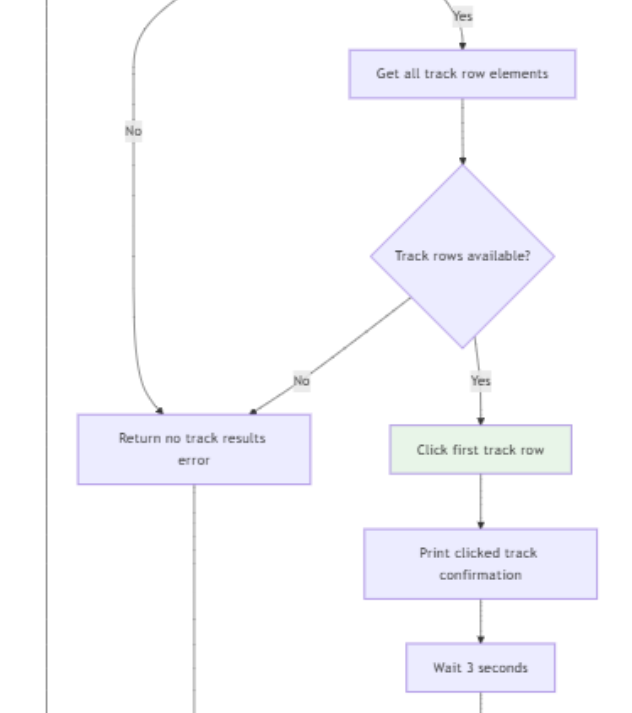 Yes
Get all track row elements
No
Track rows available?
No
Yes
Return no track results
error
Click first track row
Print clicked track
confirmation
Wait 3 seconds